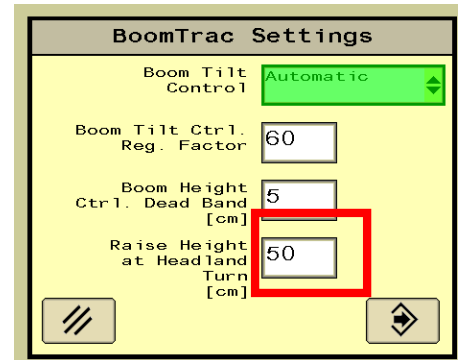 BoomTrac Settings
Boom Tilt
Control
Automatic
Boom Tilt Ctrl.
Reg. Factor
60
Boom Height
Ctrl. Dead Band
[cm]
5
Raise Height
at Headland
Turn
[cm]
50